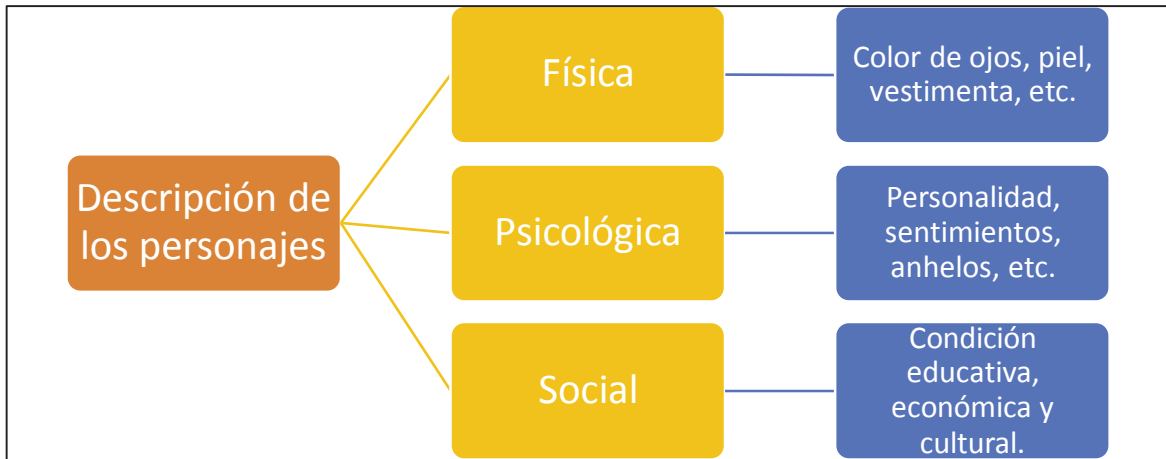 Descripción de
los personajes
Física
Color de ojos, piel,
vestimenta, etc.
Psicológica
Personalidad,
sentimientos,
anhelos, etc.
Social
Condición
educativa,
económica y
cultural.